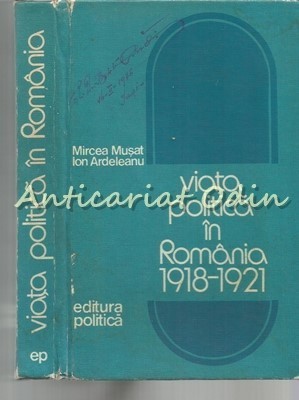 Mircea Mușat
Ion Ardeleanu
viața
politică
în
România
1918-1921
editura
politică
Anticariat Odin
viața politică în România
ep